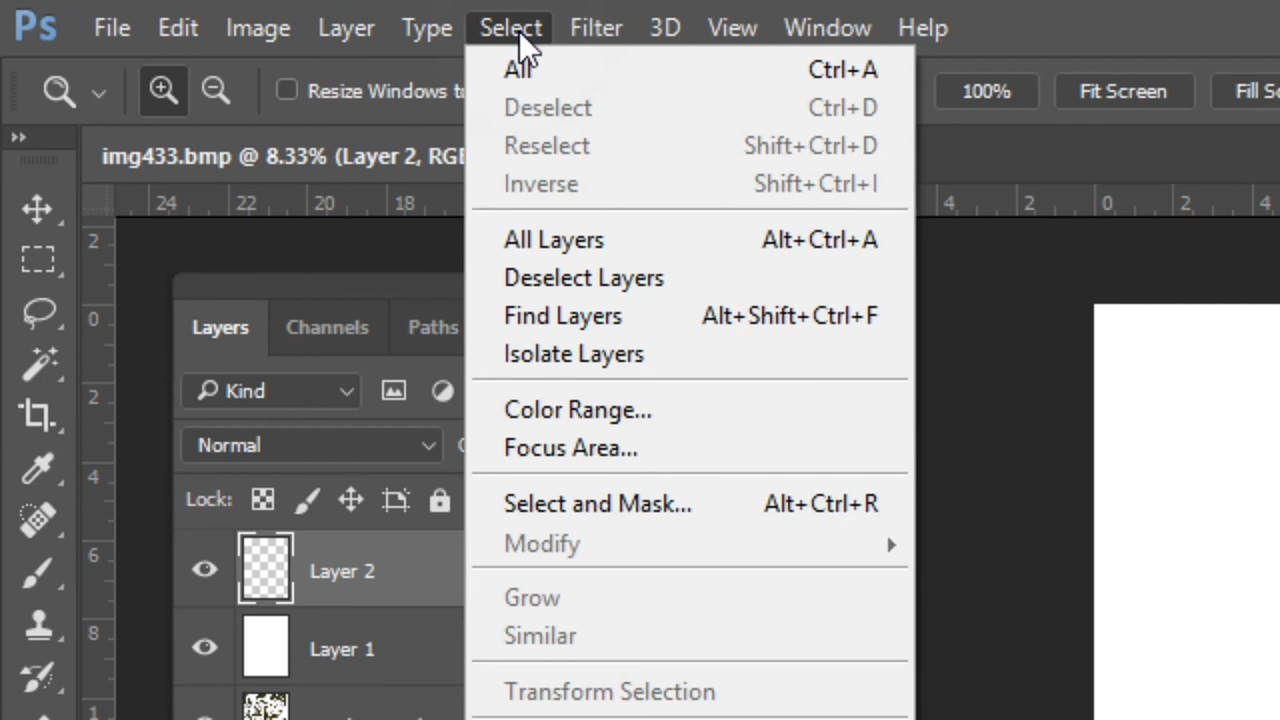 Ps File Edit Image Layer Type Select Filter 3D View Window Help
Resize Windows 100% Fit Screen Fill
img433.bmp @ 8.33% (Layer 2,
24 22 20 18 4 2 0 2 4
All Ctrl+A
Deselect Ctrl+D
Reselect Shift+Ctrl+D
Inverse Shift+Ctrl+I
All Layers Alt+Ctrl+A
Deselect Layers
Find Layers Alt+Shift+Ctrl+F
Isolate Layers
Color Range...
Focus Area...
Select and Mask... Alt+Ctrl+R
Modify
Grow
Similar
Transform Selection
2
0
2
4
6
8
1
Layers Channels Paths
Kind
Normal
Lock:
Layer 2
Layer 1